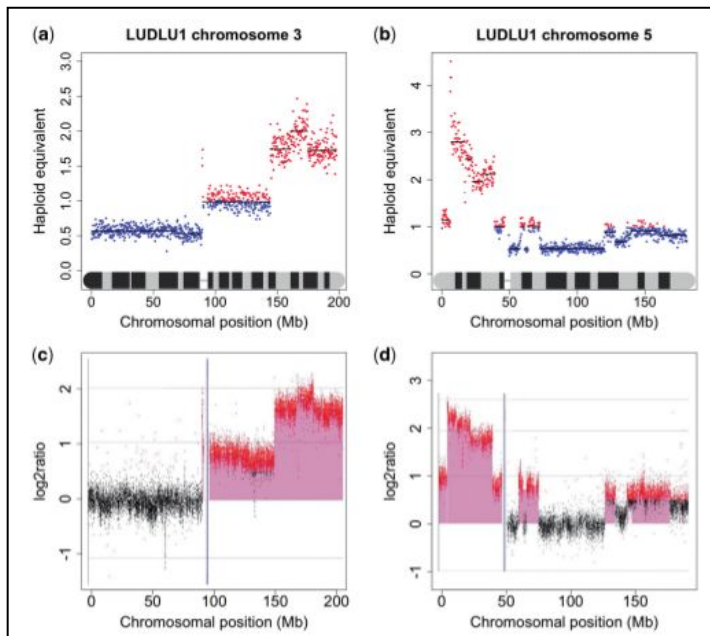 (a) LUDLU1 chromosome 3
Haploid equivalent
3.0
2.5
2.0
1.5
1.0
0.5
0.0
0 50 100 150 200
Chromosomal position (Mb)
(b) LUDLU1 chromosome 5
Haploid equivalent
4
3
2
1
0
0 50 100 150
Chromosomal position (Mb)
(c)
log2ratio
2
1
0
-1
0 50 100 150 200
Chromosomal position (Mb)
(d)
log2ratio
3
2
1
0
-1
0 50 100 150
Chromosomal position (Mb)